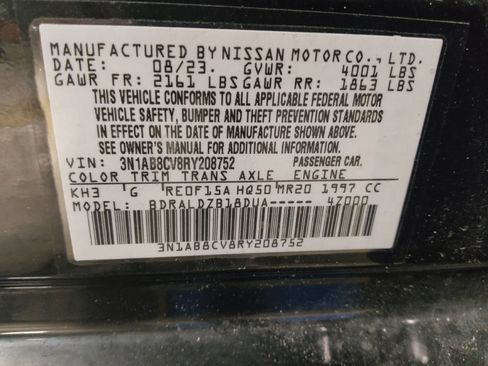 MANUFACTURED BY NISSAN MOTOR CO., LTD.
DATE: 08/23. GVWR: 4001 LBS
GAWR FR: 2161 LBS GAWR RR: 1863 LBS
THIS VEHICLE CONFORMS TO ALL APPLICABLE FEDERAL MOTOR
VEHICLE SAFETY, BUMPER AND THEFT PREVENTION STANDARDS
IN EFFECT ON THE DATE OF MANUFACTURE SHOWN ABOVE.
SEE OWNER'S MANUAL FOR ADDITIONAL INFORMATION.
VIN: 3N1AB8CV8RY208752 PASSENGER CAR.
COLOR TRIM TRANS AXLE ENGINE
KH3 G RE0F15A HQ50 MR20 1997 CC
MODEL: BDRALDZB18DUA----- 4Z000
3N1AB8CV8RY208752